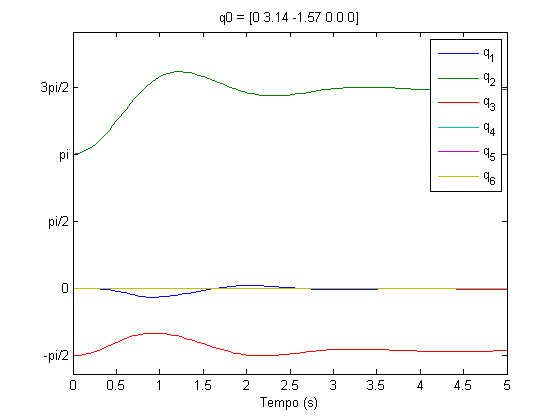 q0 = [0 3.14 -1.57 0 0 0]
3pi/2
pi
pi/2
0
-pi/2
q1
q2
q3
q4
q5
q6
0 0.5 1 1.5 2 2.5 3 3.5 4 4.5 5
Tempo (s)